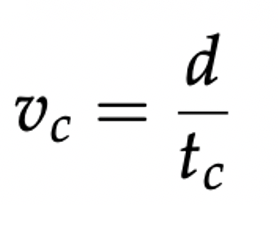 v_c = d/t_c